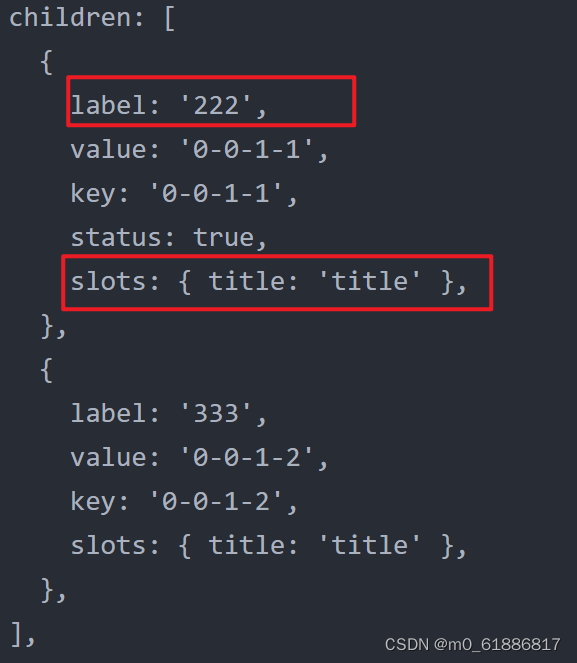 children: [
  {
    label: '222',
    value: '0-0-1-1',
    key: '0-0-1-1',
    status: true,
    slots: { title: 'title' },
  },
  {
    label: '333',
    value: '0-0-1-2',
    key: '0-0-1-2',
    slots: { title: 'title' },
  },
],
CSDN @m0_61886817